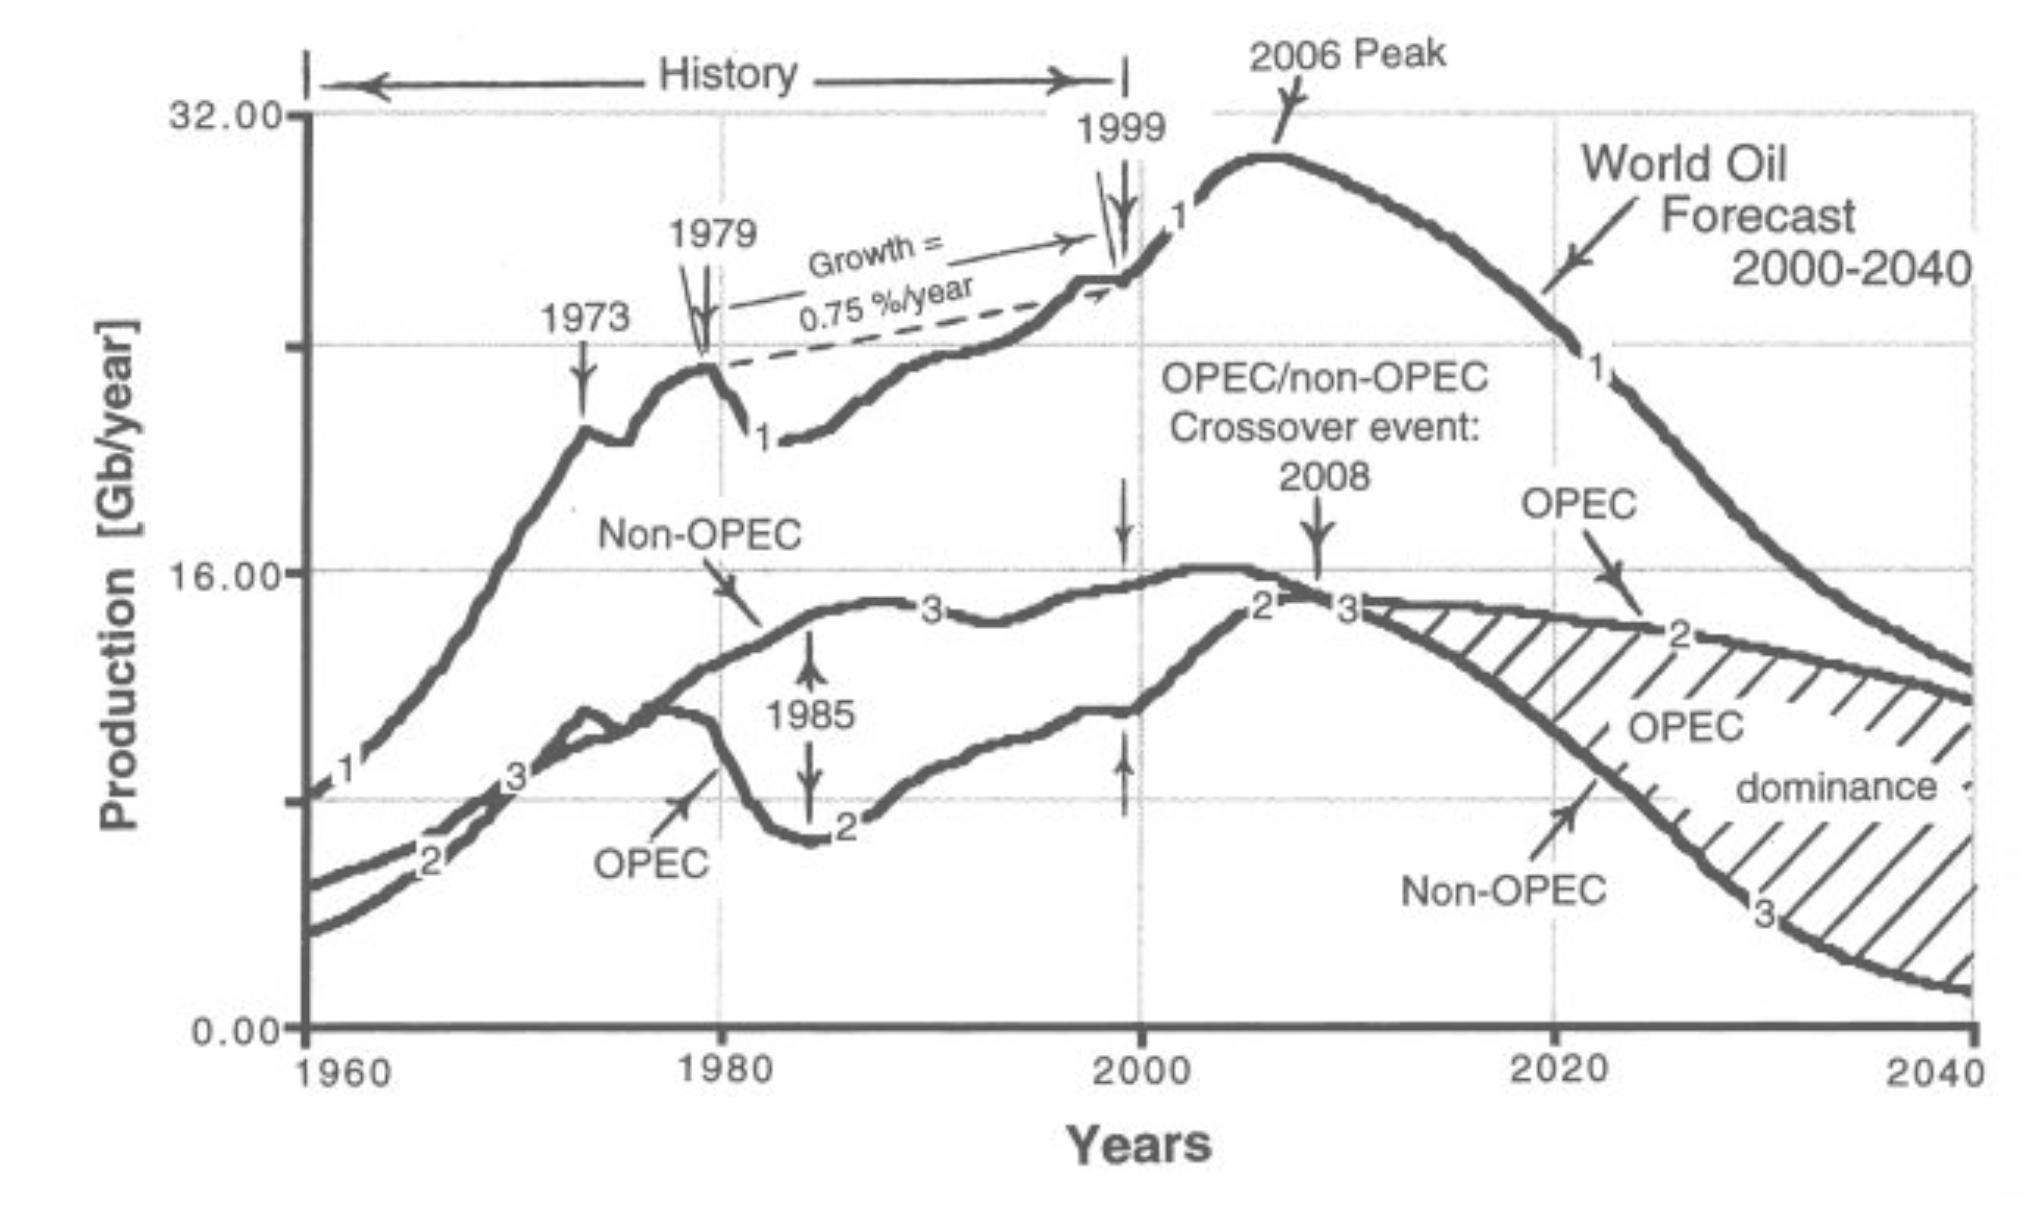 History
2006 Peak
32.00
1999
World Oil
Forecast
2000-2040
1979
Growth =
0.75 %/year
1973
1
1
1
1
OPEC/non-OPEC
Crossover event:
2008
OPEC
Non-OPEC
16.00
3
2
3
2
1985
OPEC
dominance
3
2
2
OPEC
Non-OPEC
3
0.00
1960
1980
2000
2020
2040
Years
Production [Gb/year]